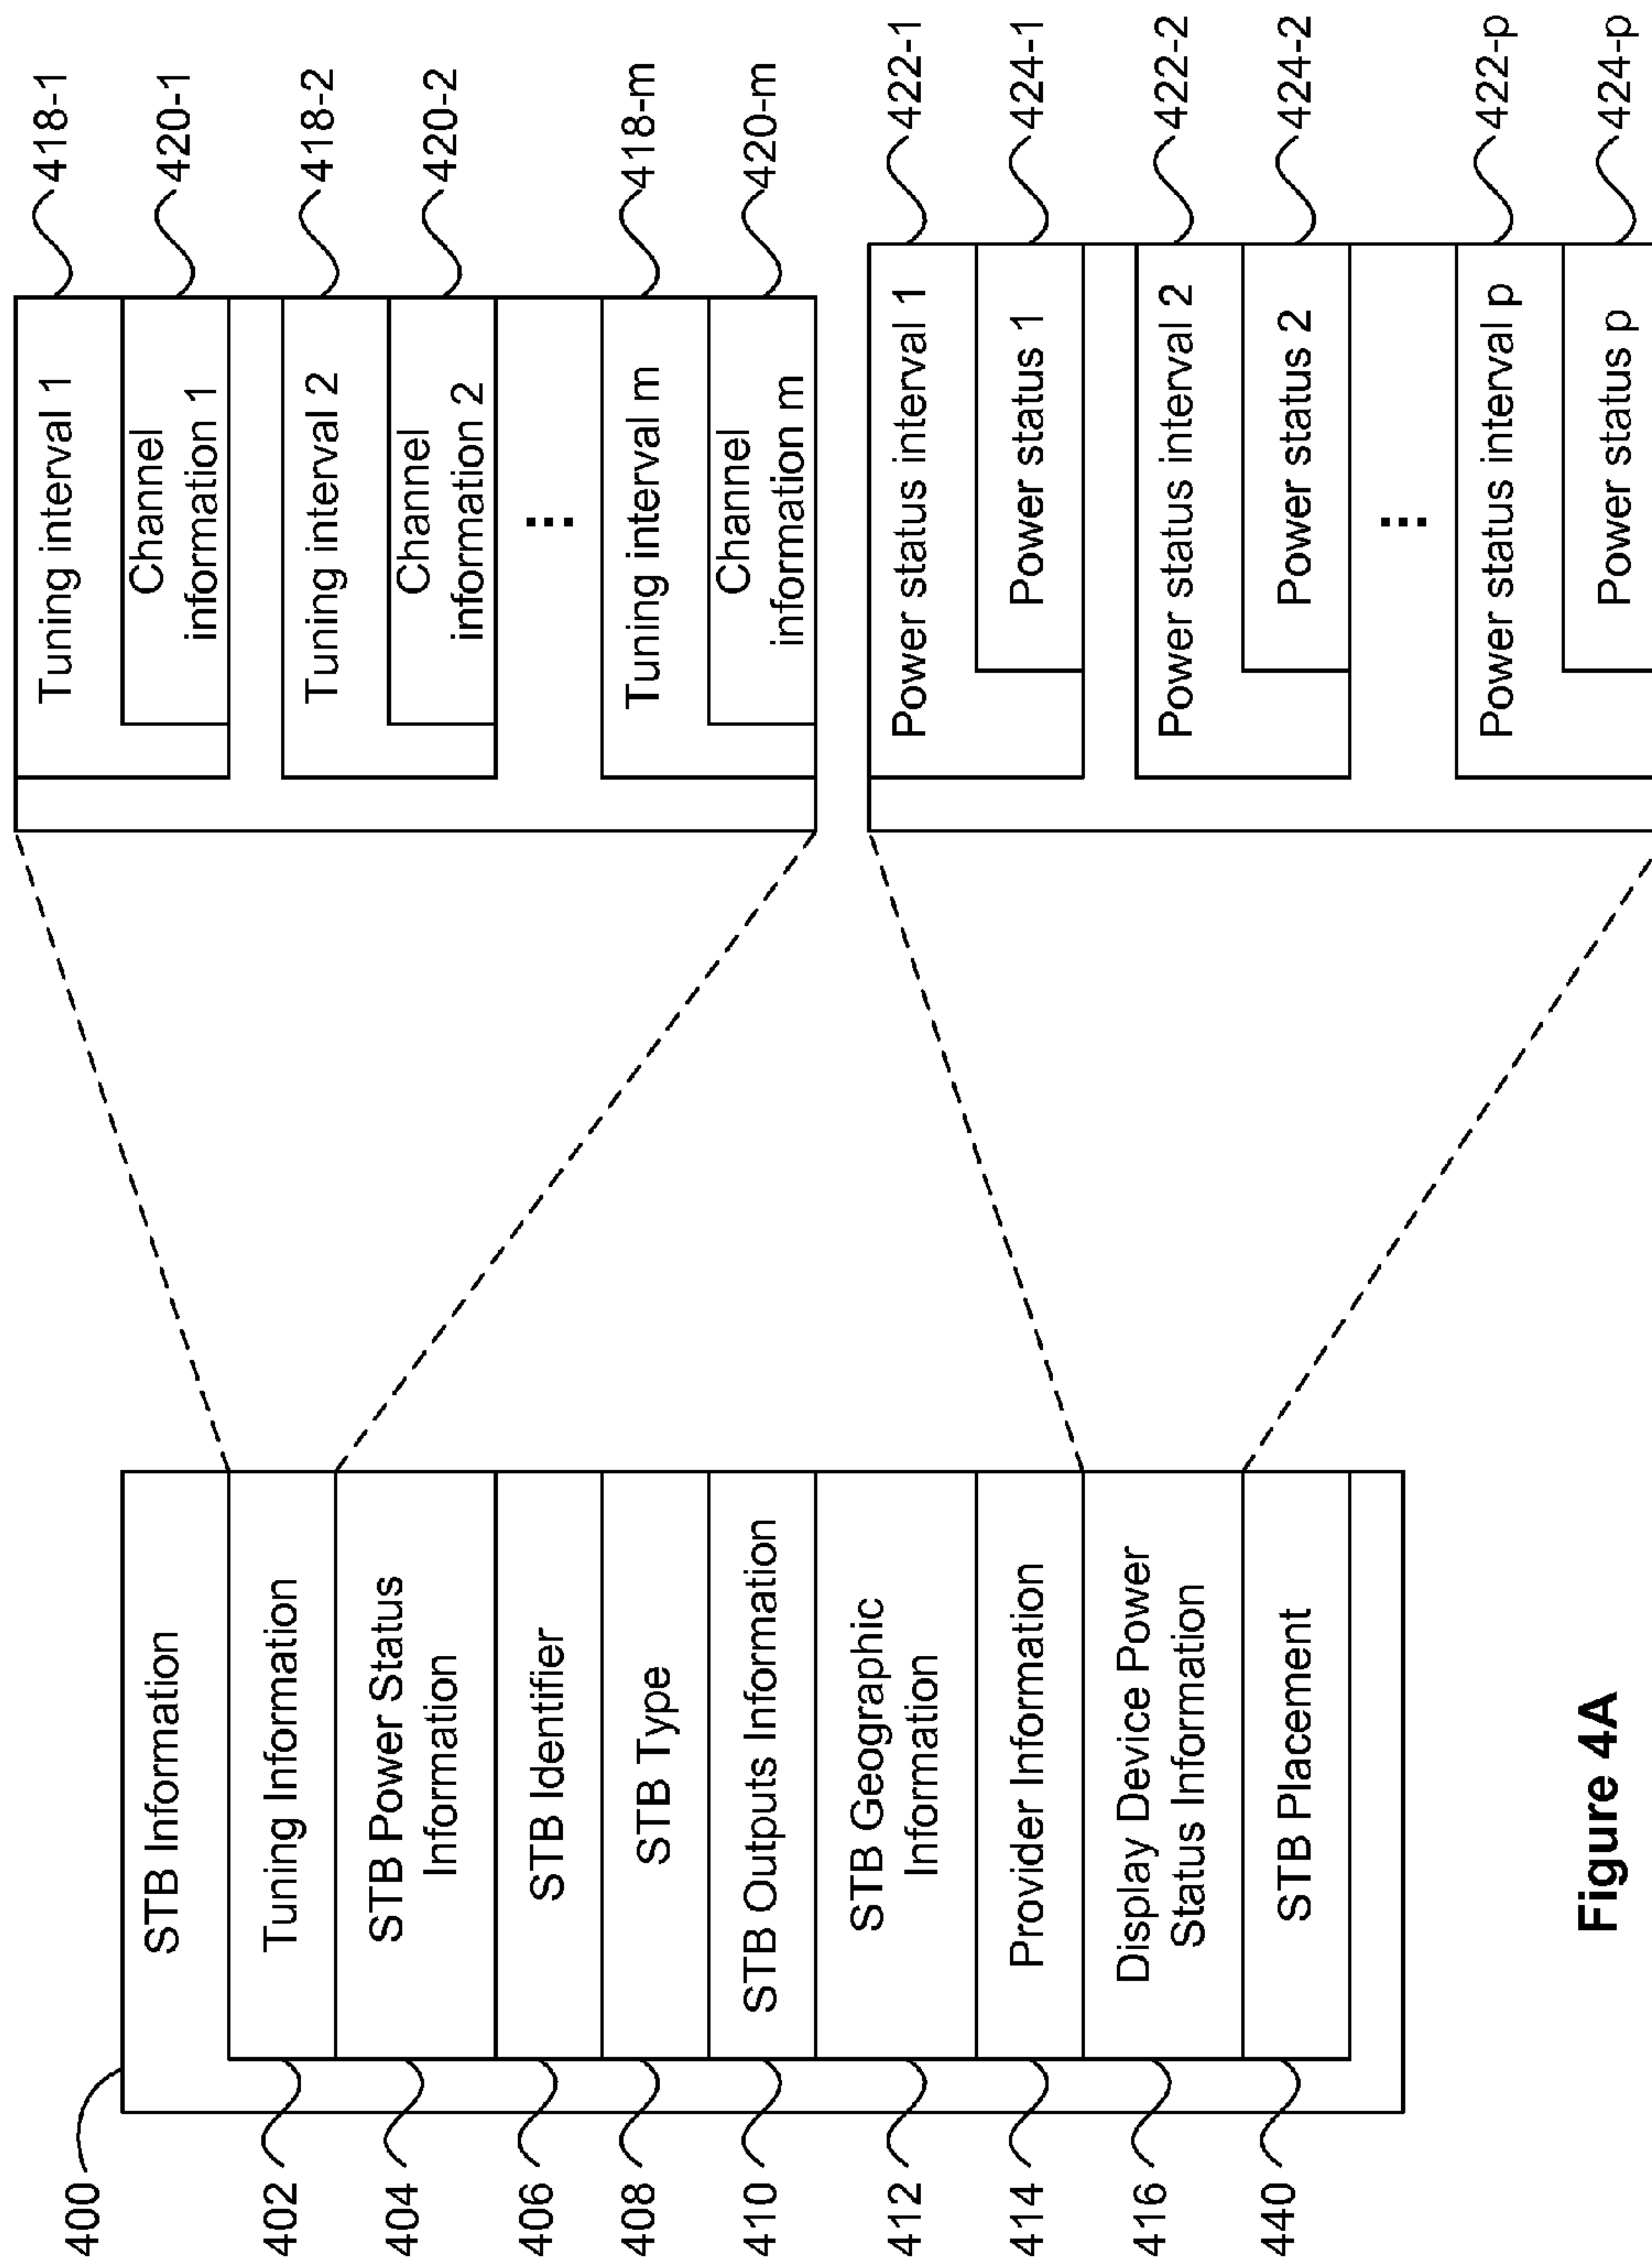 400
STB Information
402
Tuning Information
404
STB Power Status
Information
406
STB Identifier
408
STB Type
410
STB Outputs Information
412
STB Geographic
Information
414
Provider Information
416
Display Device Power
Status Information
440
STB Placement
Tuning interval 1
418-1
Channel
information 1
420-1
Tuning interval 2
418-2
Channel
information 2
420-2
...
Tuning interval m
418-m
Channel
information m
420-m
Power status interval 1
422-1
Power status 1
424-1
Power status interval 2
422-2
Power status 2
424-2
...
Power status interval p
422-p
Power status p
424-p
Figure 4A